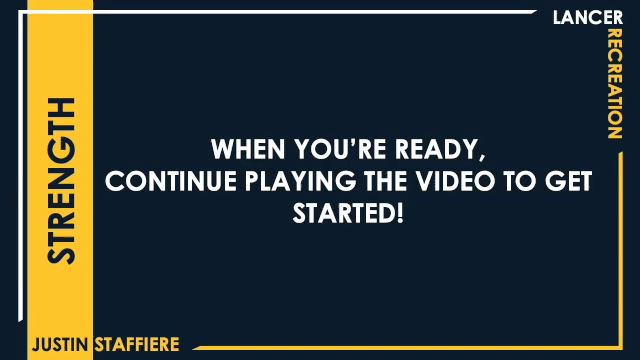 LANCER
RECREATION
STRENGTH
WHEN YOU’RE READY,
CONTINUE PLAYING THE VIDEO TO GET
STARTED!
JUSTIN STAFFIERE